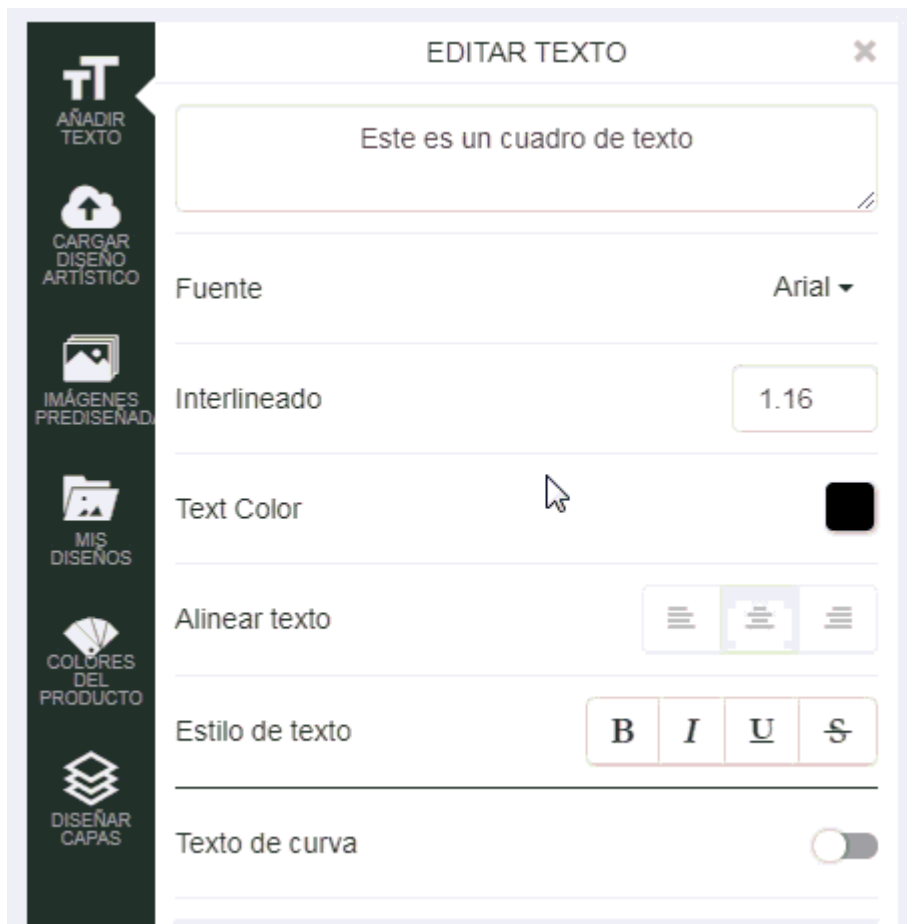 EDITAR TEXTO
AÑADIR
TEXTO
Este es un cuadro de texto
CARGAR
DISEÑO
ARTÍSTICO
Fuente
Arial
IMÁGENES
PREDISEÑADA
Interlineado
1.16
Text Color
MIS
DISEÑOS
Alinear texto
COLORES
DEL
PRODUCTO
Estilo de texto
B I U S
DISEÑAR
CAPAS
Texto de curva